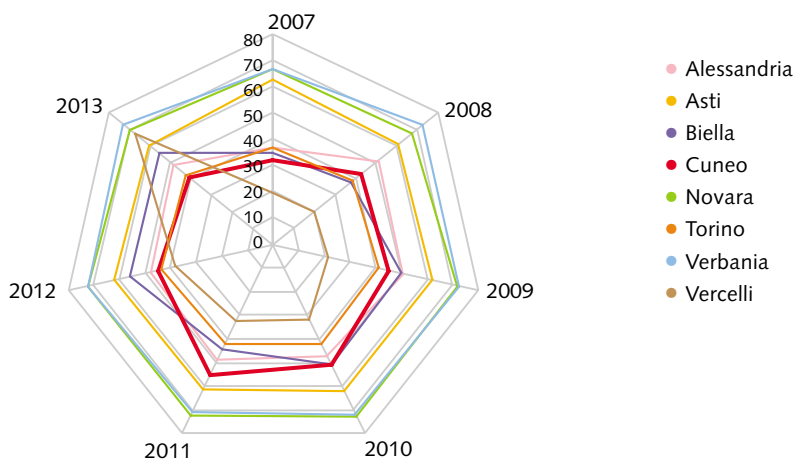 2007
80
70
60
50
40
30
20
10
0
2008
2009
2010
2011
2012
2013
Alessandria
Asti
Biella
Cuneo
Novara
Torino
Verbania
Vercelli